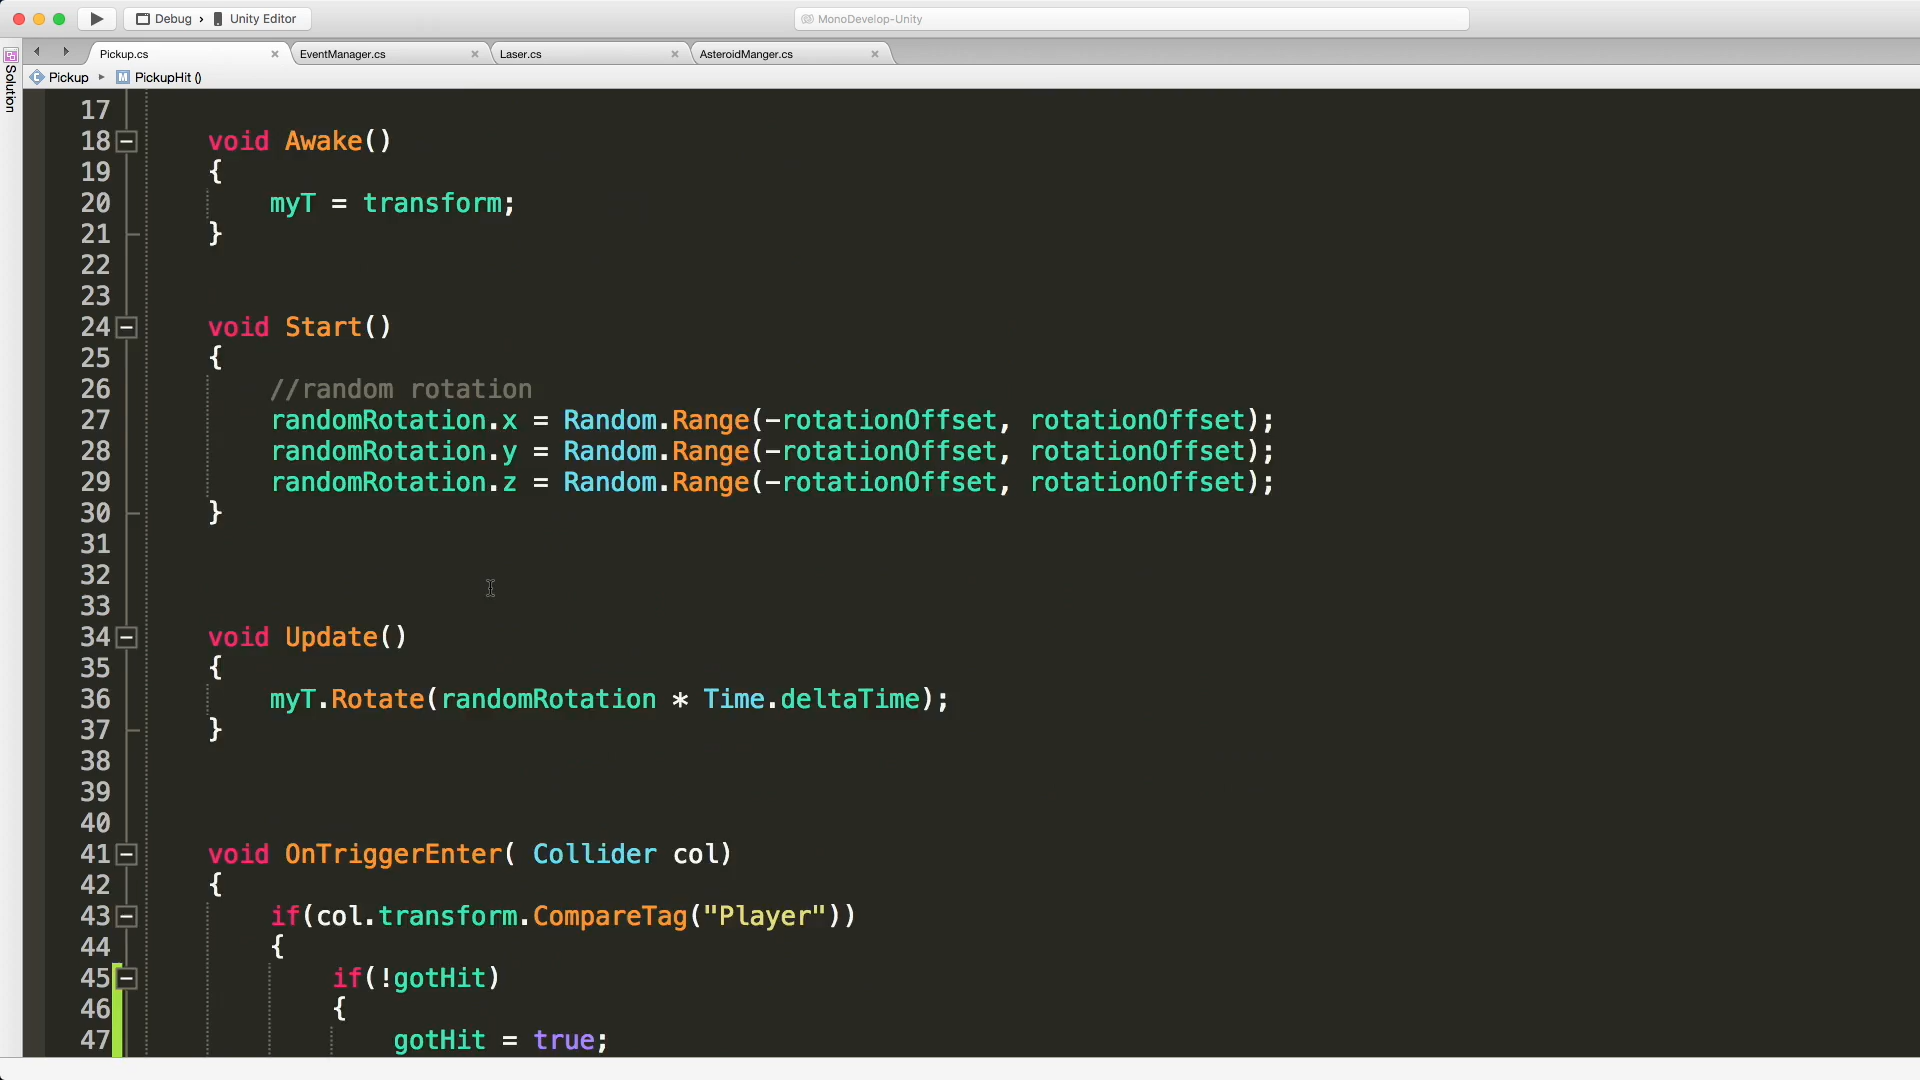 Debug › Unity Editor
MonoDevelop-Unity
Solution
Pickup.cs
EventManager.cs
Laser.cs
AsteroidManger.cs
Pickup
M PickupHit ()
17
18 void Awake()
19 {
20 myT = transform;
21 }
22
23
24 void Start()
25 {
26 //random rotation
27 randomRotation.x = Random.Range(-rotationOffset, rotationOffset);
28 randomRotation.y = Random.Range(-rotationOffset, rotationOffset);
29 randomRotation.z = Random.Range(-rotationOffset, rotationOffset);
30 }
31
32
33
34 void Update()
35 {
36 myT.Rotate(randomRotation * Time.deltaTime);
37 }
38
39
40
41 void OnTriggerEnter( Collider col)
42 {
43 if(col.transform.CompareTag("Player"))
44 {
45 if(!gotHit)
46 {
47 gotHit = true;